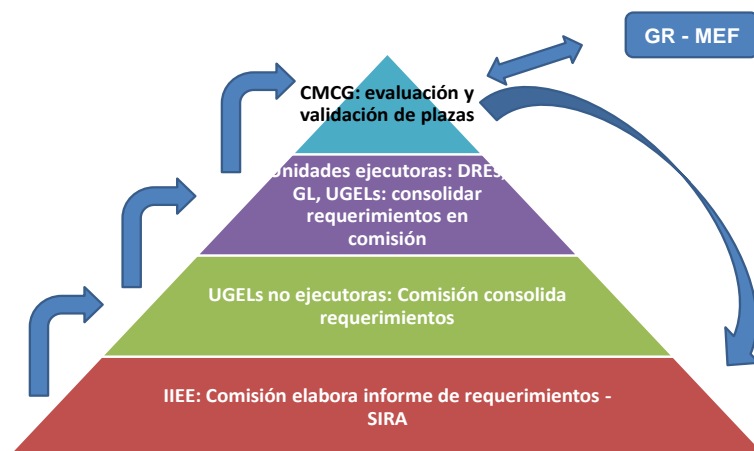 GR - MEF
CMCG: evaluación y
validación de plazas
Unidades ejecutoras: DREs,
GL, UGELs: consolidar
requerimientos en
comisión
UGELs no ejecutoras: Comisión consolida
requerimientos
IIEE: Comisión elabora informe de requerimientos -
SIRA